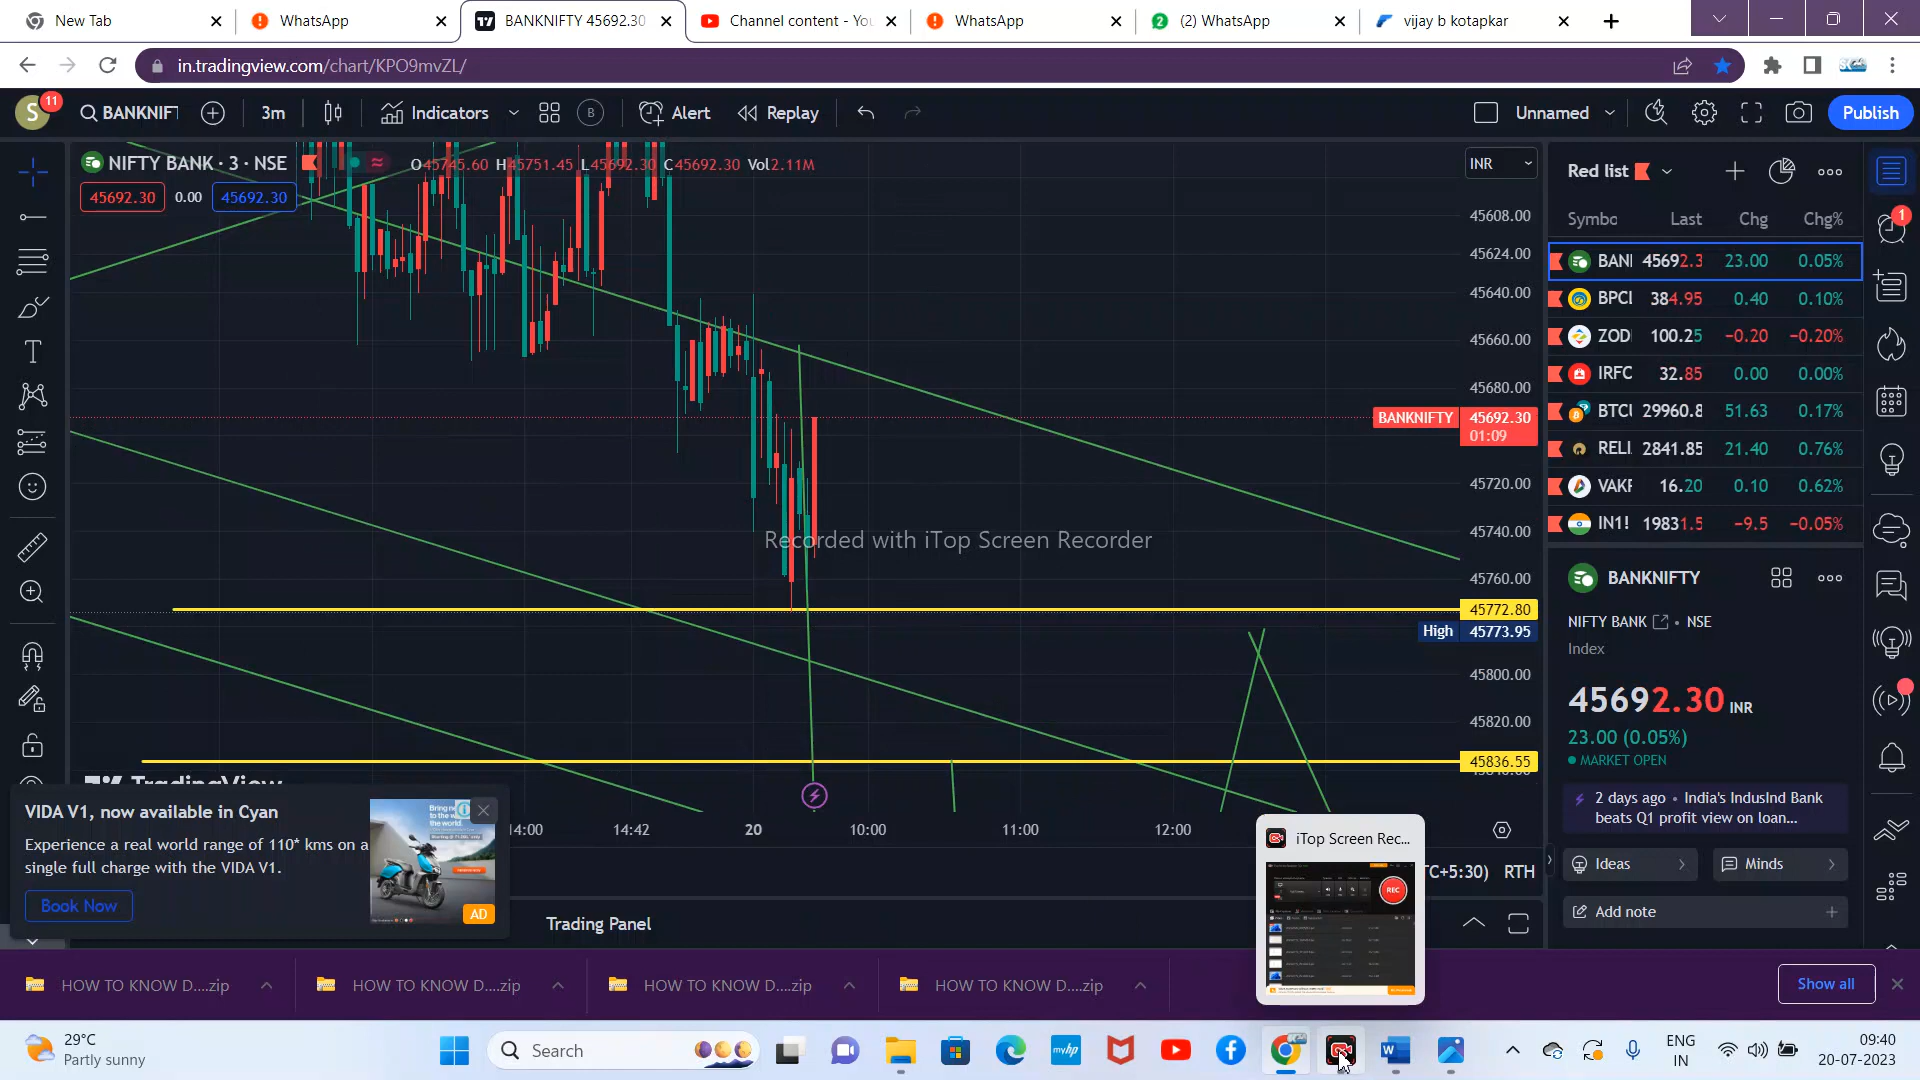 New Tab
WhatsApp
BANKNIFTY 45692.30
Channel content - You
WhatsApp
(2) WhatsApp
vijay b kotapkar
in.tradingview.com/chart/KPO9mvZL/
S
11
BANKNIFT
3m
Indicators
B
Alert
Replay
Unnamed
Publish
NIFTY BANK · 3 · NSE
O45745.60 H45751.45 L45692.30 C45692.30 Vol2.11M
45692.30
0.00
45692.30
INR
45608.00
45624.00
45640.00
45660.00
45680.00
BANKNIFTY
45692.30
01:09
45720.00
45740.00
45760.00
45772.80
High
45773.95
45800.00
45820.00
45836.55
Recorded with iTop Screen Recorder
TradingView
14:00
14:42
20
10:00
11:00
12:00
TC+5:30)
RTH
Trading Panel
Red list
Symbo
Last
Chg
Chg%
BANI 45692.3 23.00 0.05%
BPCI 384.95 0.40 0.10%
ZOD 100.25 −0.20 −0.20%
IRFC 32.85 0.00 0.00%
BTCU 29960.8 51.63 0.17%
RELI. 2841.85 21.40 0.76%
VAKF 16.20 0.10 0.62%
IN1! 19831.5 −9.5 −0.05%
1
BANKNIFTY
NIFTY BANK • NSE
Index
45692.30 INR
23.00 (0.05%)
MARKET OPEN
2 days ago • India's IndusInd Bank
beats Q1 profit view on loan...
Ideas
Minds
Add note
VIDA V1, now available in Cyan
Experience a real world range of 110* kms on a
single full charge with the VIDA V1.
Book Now
AD
iTop Screen Rec...
REC
HOW TO KNOW D....zip
HOW TO KNOW D....zip
HOW TO KNOW D....zip
HOW TO KNOW D....zip
Show all
29°C
Partly sunny
Search
myhp
ENG
IN
09:40
20-07-2023